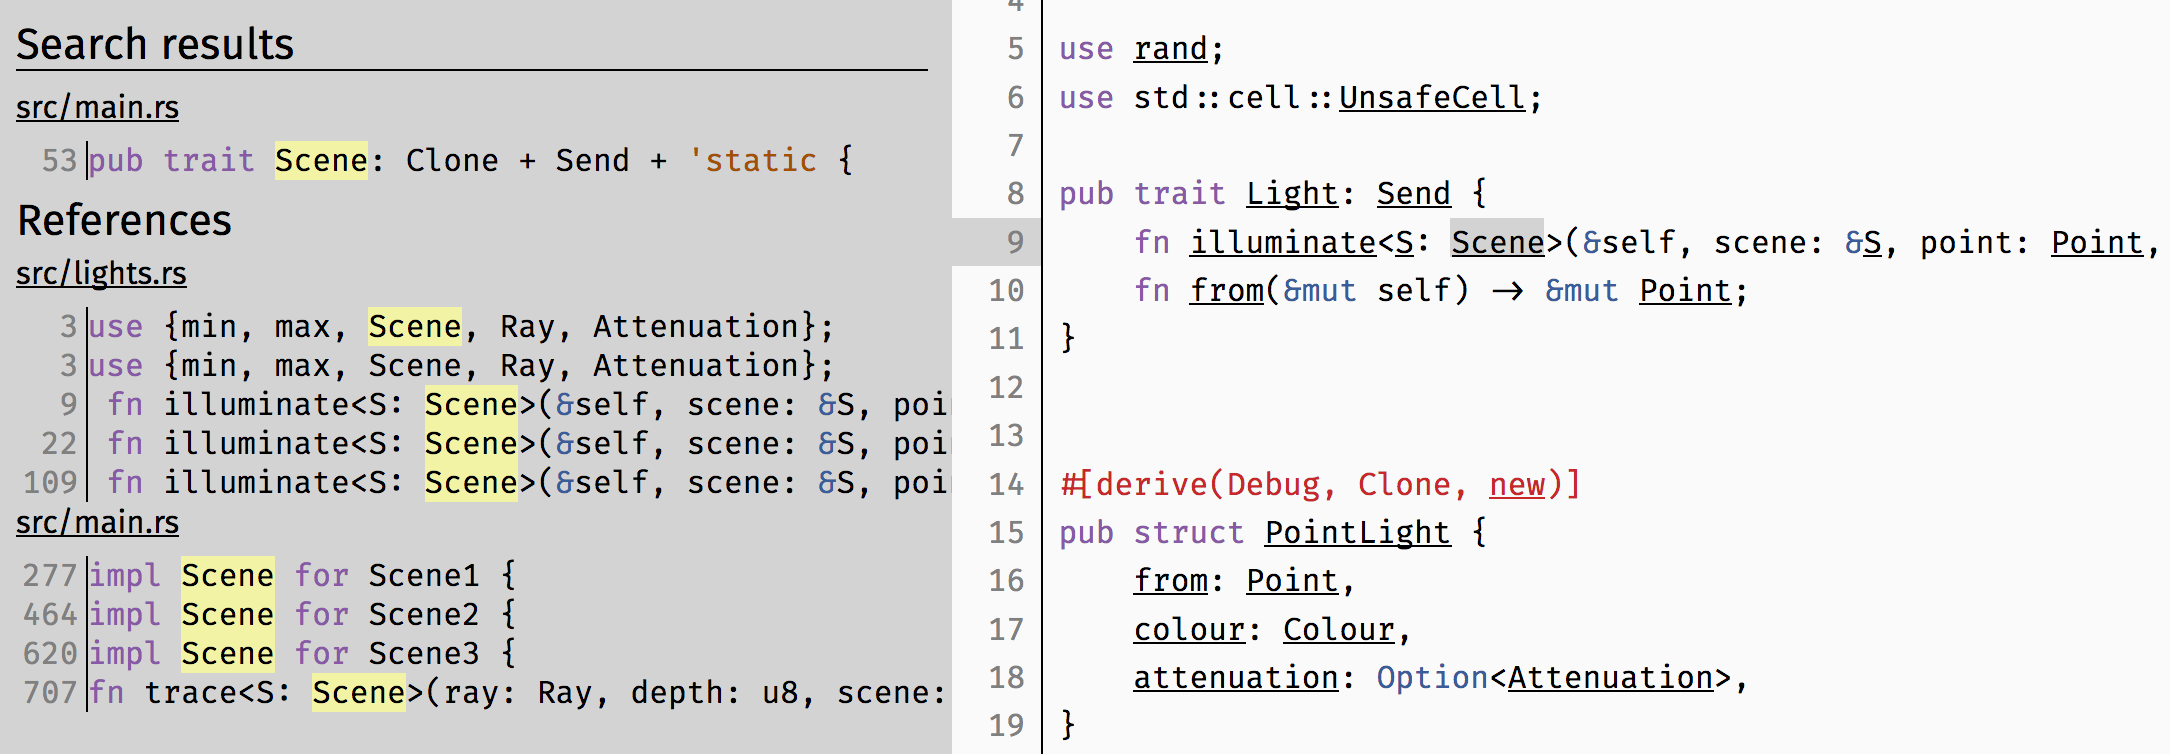 Search results
src/main.rs
53 pub trait Scene: Clone + Send + 'static {
References
src/lights.rs
3 use {min, max, Scene, Ray, Attenuation};
3 use {min, max, Scene, Ray, Attenuation};
9 fn illuminate<S: Scene>(&self, scene: &S, poi
22 fn illuminate<S: Scene>(&self, scene: &S, poi
109 fn illuminate<S: Scene>(&self, scene: &S, poi
src/main.rs
277 impl Scene for Scene1 {
464 impl Scene for Scene2 {
620 impl Scene for Scene3 {
707 fn trace<S: Scene>(ray: Ray, depth: u8, scene:
4
5 use rand;
6 use std::cell::UnsafeCell;
7
8 pub trait Light: Send {
9 fn illuminate<S: Scene>(&self, scene: &S, point: Point,
10 fn from(&mut self) -> &mut Point;
11 }
12
13
14 #[derive(Debug, Clone, new)]
15 pub struct PointLight {
16 from: Point,
17 colour: Colour,
18 attenuation: Option<Attenuation>,
19 }